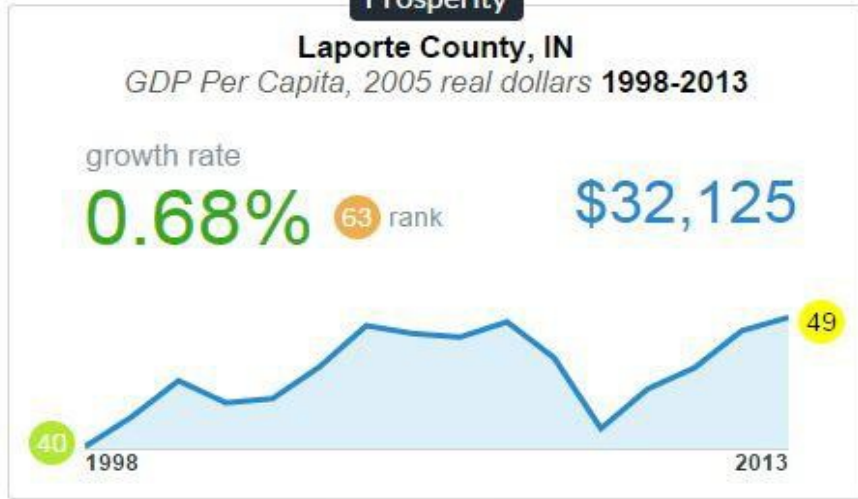 Prosperity
Laporte County, IN
GDP Per Capita, 2005 real dollars 1998-2013
growth rate
0.68% 63 rank $32,125
49
40
1998 2013